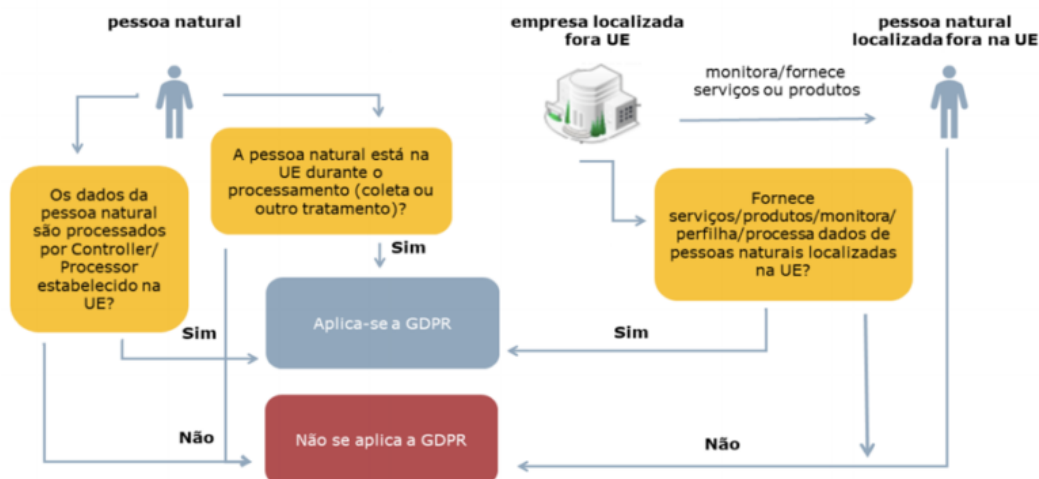 pessoa natural
empresa localizada
fora UE
pessoa natural
localizada fora na UE
monitora/fornece
serviços ou produtos
Os dados da
pessoa natural
são processados
por Controller/
Processor
estabelecido na
UE?
A pessoa natural está na
UE durante o
processamento (coleta ou
outro tratamento)?
Fornece
serviços/produtos/monitora/
perfilha/processa dados de
pessoas naturais localizadas
na UE?
Sim
Aplica-se a GDPR
Sim
Sim
Não se aplica a GDPR
Não
Não